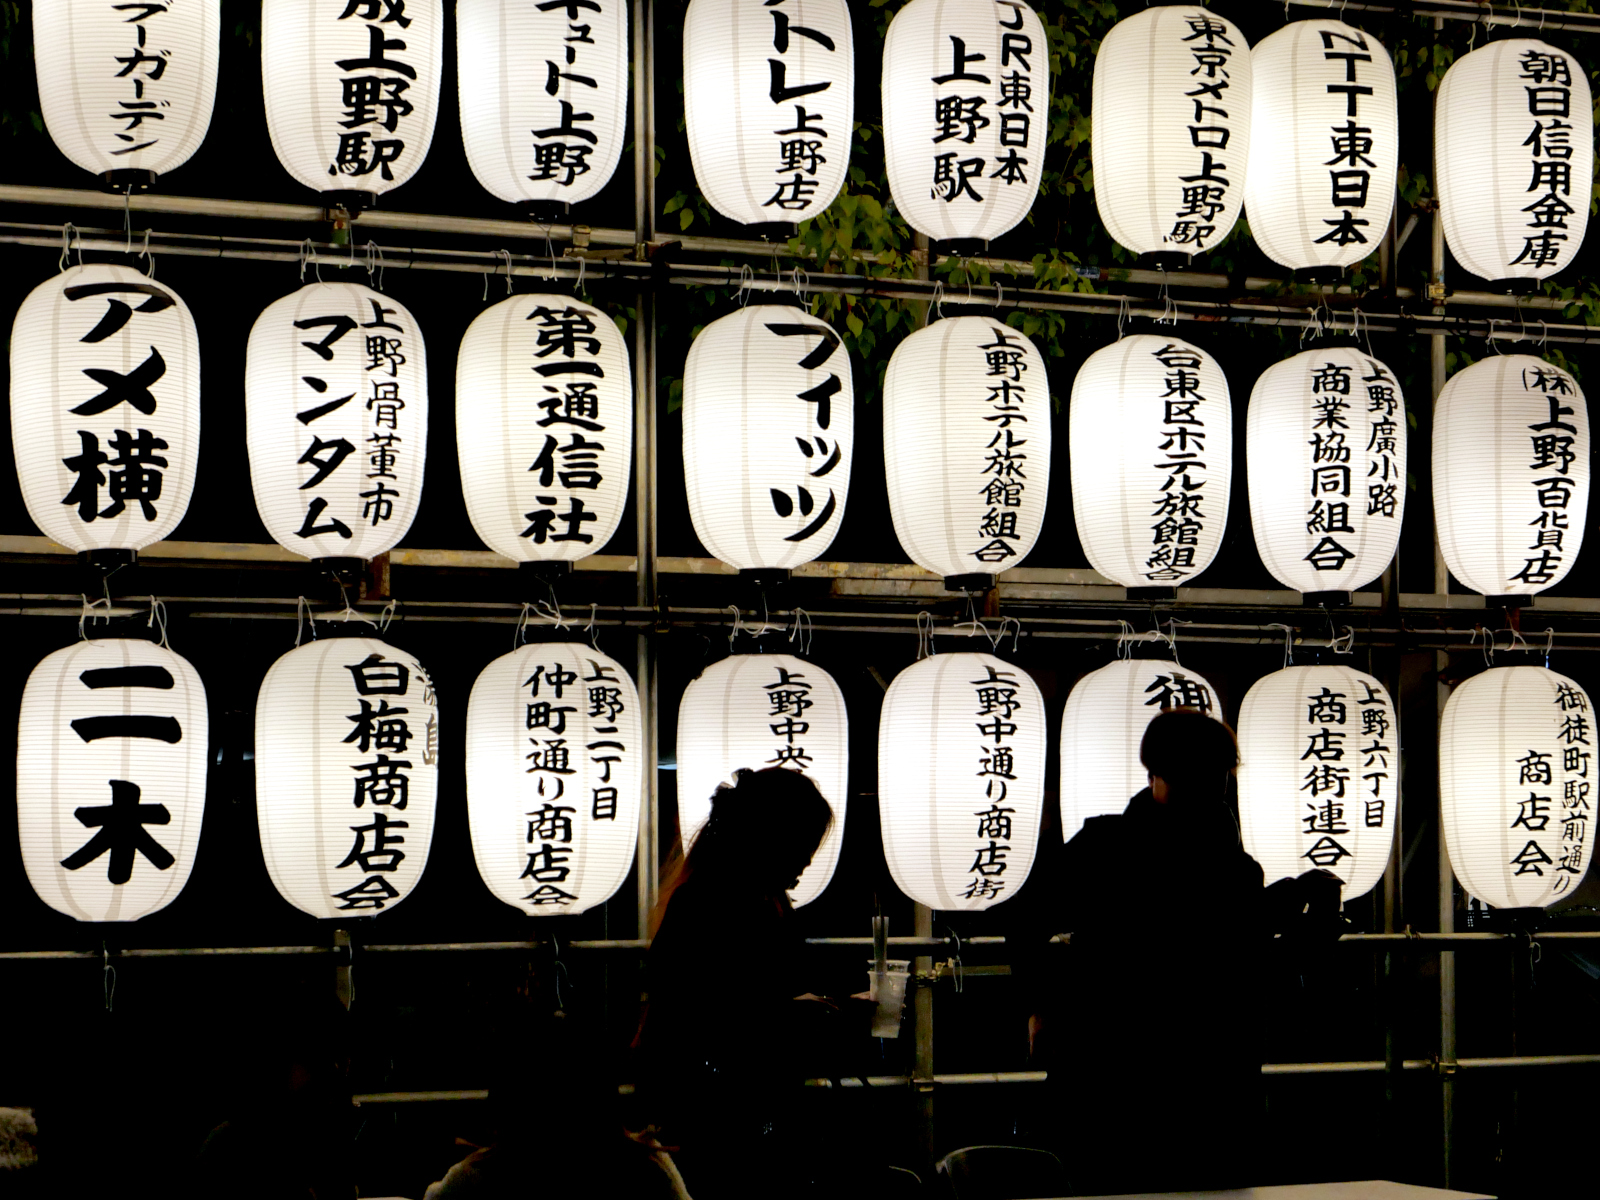 ブーガーデン
成上野駅
キュート上野
アトレ上野店
JR東日本
上野駅
東京メトロ上野駅
NTT東日本
朝日信用金庫
アメ横
上野骨董市
マンタム
第一通信社
フィッツ
上野ホテル旅館組合
台東区ホテル旅館組合
上野廣小路
商業協同組合
(株)上野百貨店
二木
湯島
白梅商店会
上野二丁目
仲町通り商店会
上野中央
上野中通り商店街
御
上野六丁目
商店街連合
御徒町駅前通り
商店会